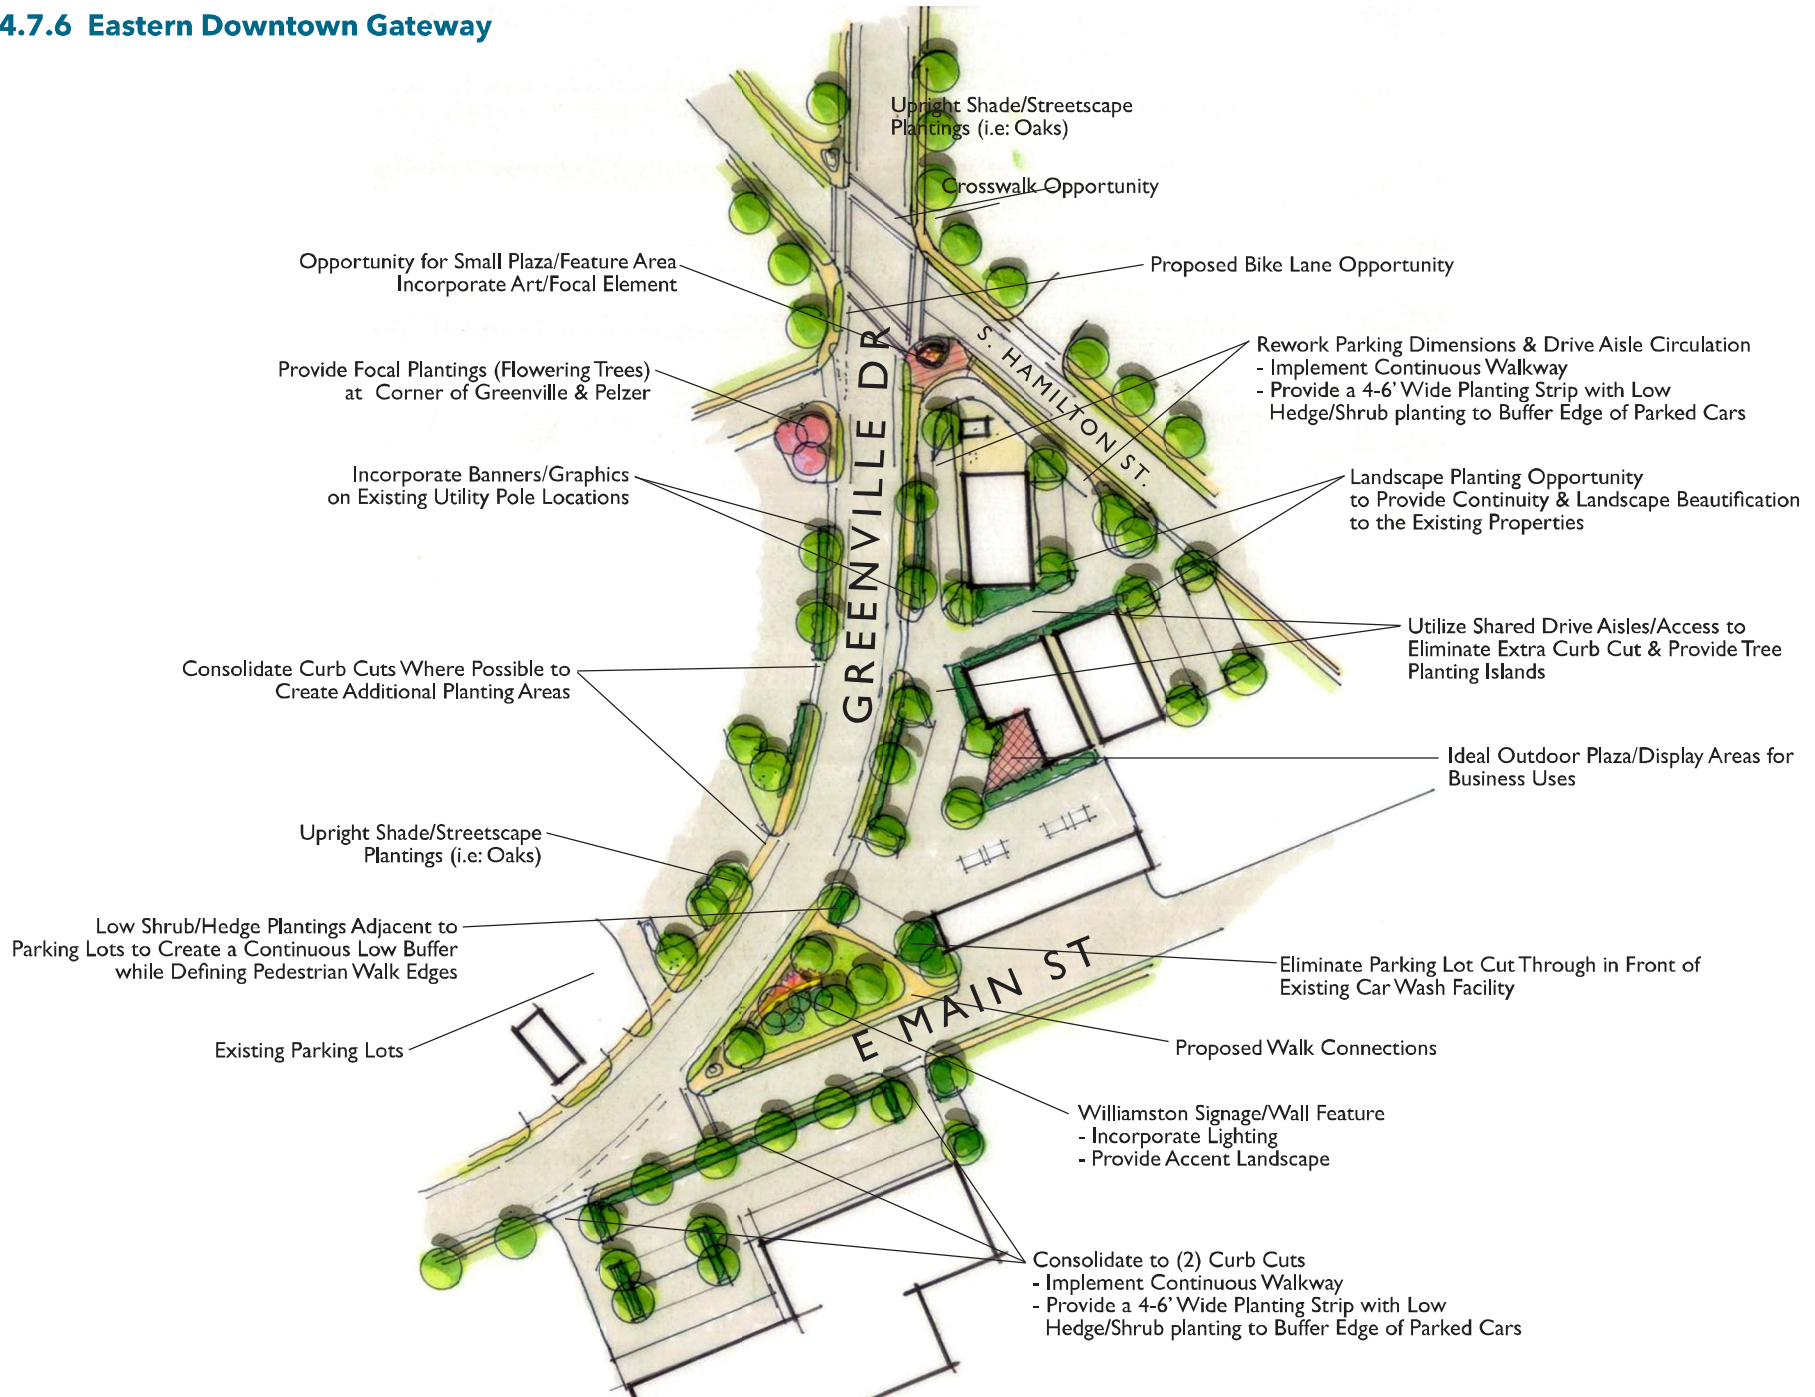 4.7.6 Eastern Downtown Gateway
Upright Shade/Streetscape
Plantings (i.e: Oaks)
Crosswalk Opportunity
Opportunity for Small Plaza/Feature Area
Incorporate Art/Focal Element
Proposed Bike Lane Opportunity
Provide Focal Plantings (Flowering Trees)
at Corner of Greenville & Pelzer
Rework Parking Dimensions & Drive Aisle Circulation
- Implement Continuous Walkway
- Provide a 4-6' Wide Planting Strip with Low
Hedge/Shrub planting to Buffer Edge of Parked Cars
S. HAMILTON ST.
GREENVILLE DR
Incorporate Banners/Graphics
on Existing Utility Pole Locations
Landscape Planting Opportunity
to Provide Continuity & Landscape Beautification
to the Existing Properties
Consolidate Curb Cuts Where Possible to
Create Additional Planting Areas
Utilize Shared Drive Aisles/Access to
Eliminate Extra Curb Cut & Provide Tree
Planting Islands
Ideal Outdoor Plaza/Display Areas for
Business Uses
Upright Shade/Streetscape
Plantings (i.e: Oaks)
Low Shrub/Hedge Plantings Adjacent to
Parking Lots to Create a Continuous Low Buffer
while Defining Pedestrian Walk Edges
Existing Parking Lots
E MAIN ST
Eliminate Parking Lot Cut Through in Front of
Existing Car Wash Facility
Proposed Walk Connections
Williamston Signage/Wall Feature
- Incorporate Lighting
- Provide Accent Landscape
Consolidate to (2) Curb Cuts
- Implement Continuous Walkway
- Provide a 4-6' Wide Planting Strip with Low
Hedge/Shrub planting to Buffer Edge of Parked Cars